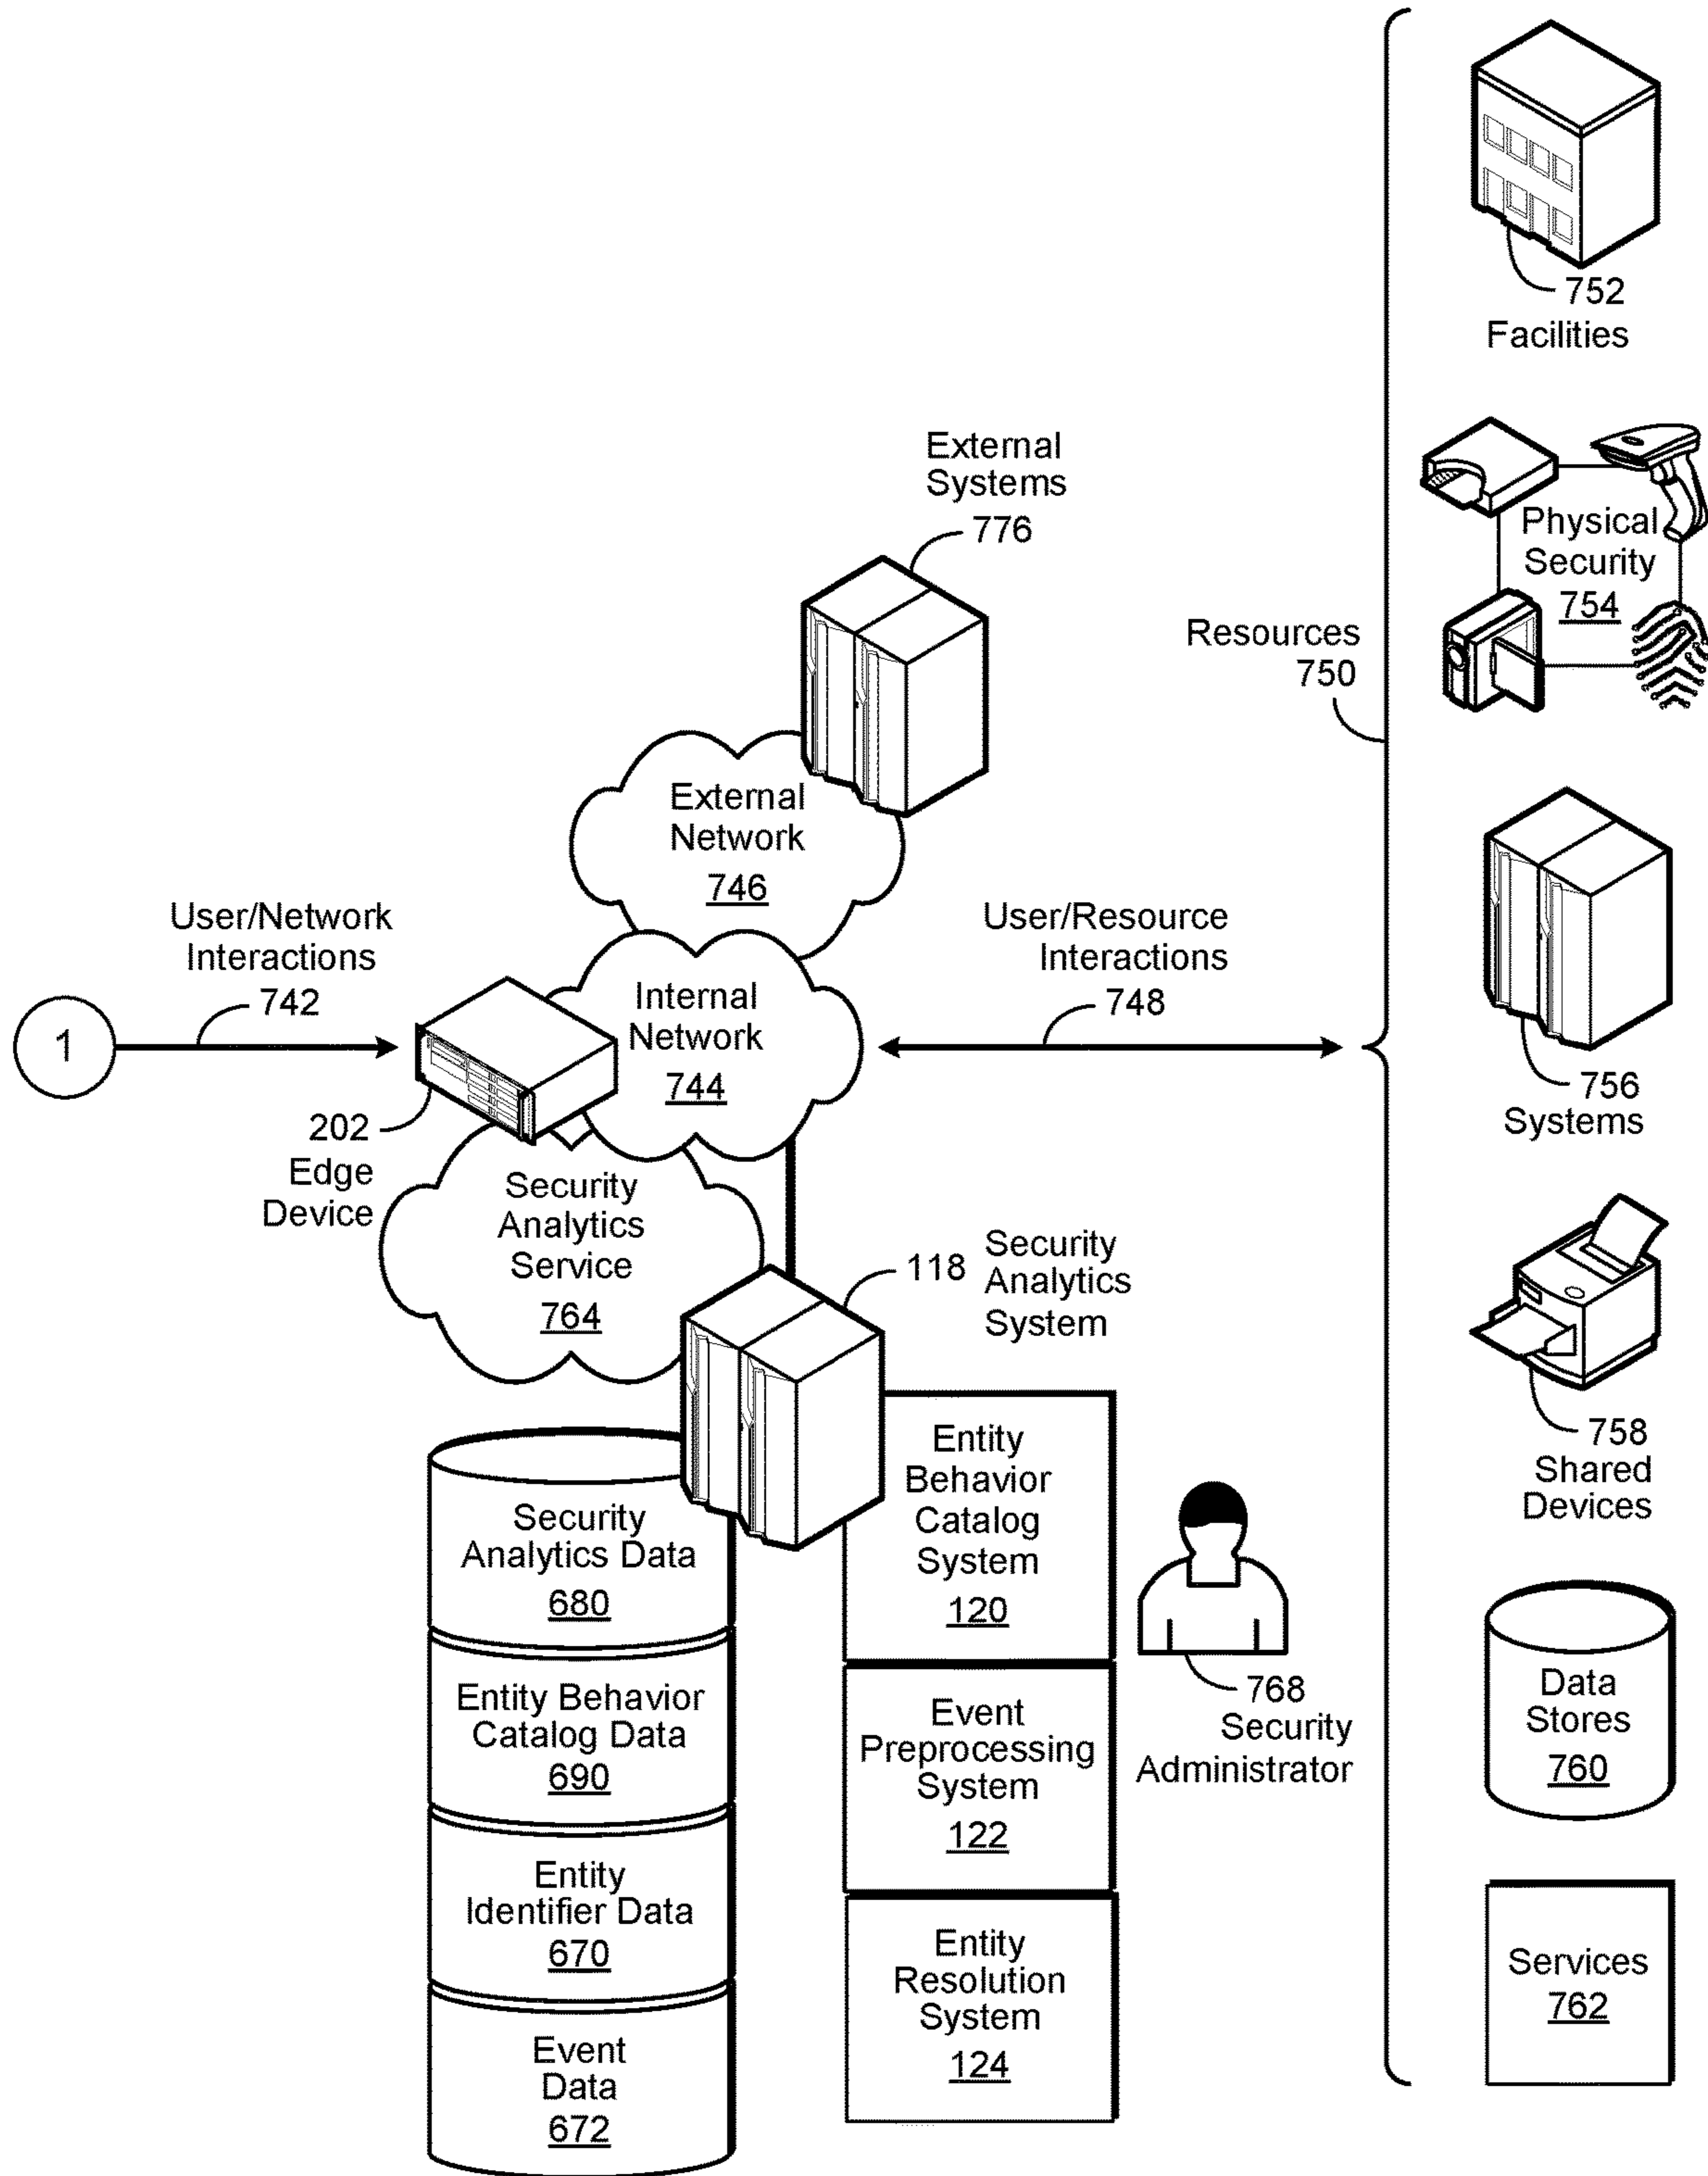 752
Facilities
External
Systems
776
Physical
Security
754
Resources
750
External
Network
746
User/Network
Interactions
742
User/Resource
Interactions
748
1
Internal
Network
744
202
Edge
Device
756
Systems
Security
Analytics
Service
764
118
Security
Analytics
System
758
Shared
Devices
Security
Analytics Data
680
Entity
Behavior
Catalog
System
120
768
Security
Administrator
Entity Behavior
Catalog Data
690
Event
Preprocessing
System
122
Data
Stores
760
Entity
Identifier Data
670
Entity
Resolution
System
124
Services
762
Event
Data
672